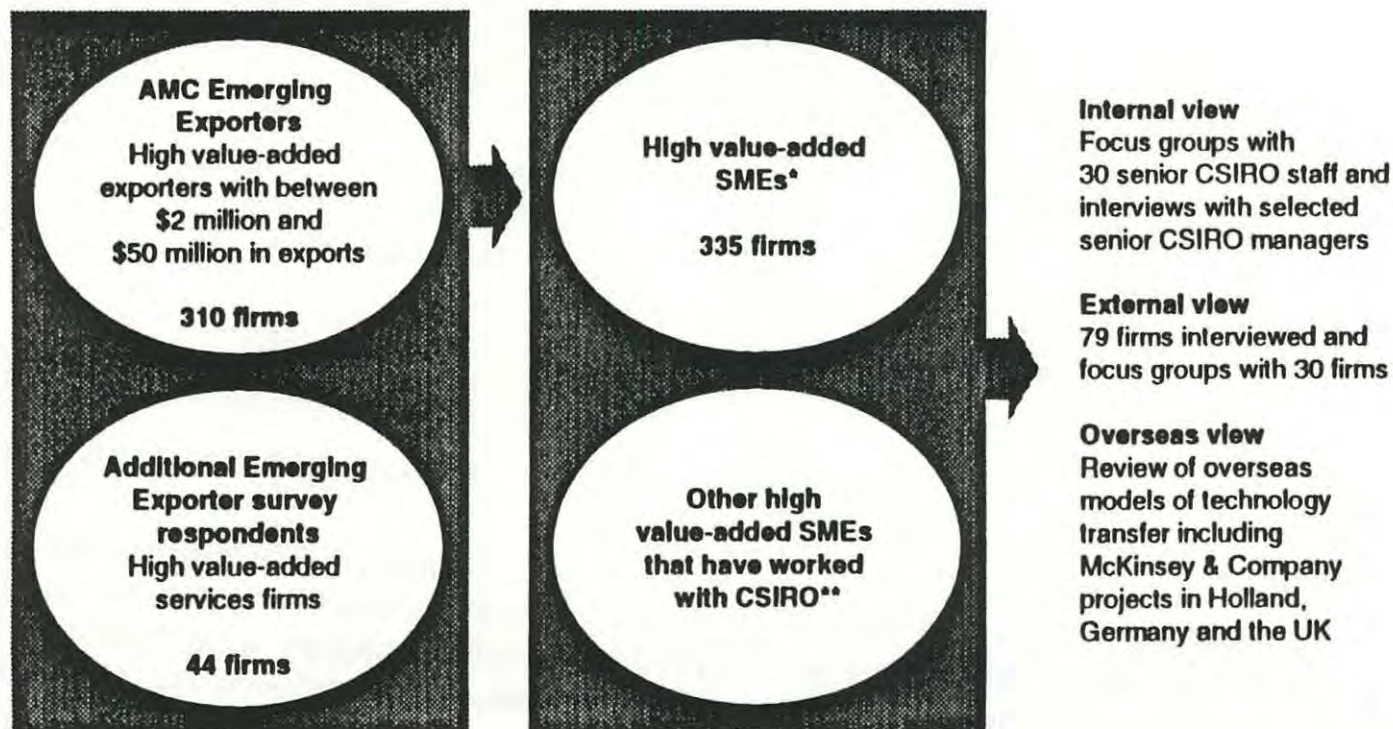 AMC Emerging
Exporters
High value-added
exporters with between
$2 million and
$50 million in exports
310 firms
Additional Emerging
Exporter survey
respondents
High value-added
services firms
44 firms
High value-added
SMEs*
335 firms
Other high
value-added SMEs
that have worked
with CSIRO**
Internal view
Focus groups with
30 senior CSIRO staff and
interviews with selected
senior CSIRO managers
External view
79 firms interviewed and
focus groups with 30 firms
Overseas view
Review of overseas
models of technology
transfer including
McKinsey & Company
projects in Holland,
Germany and the UK